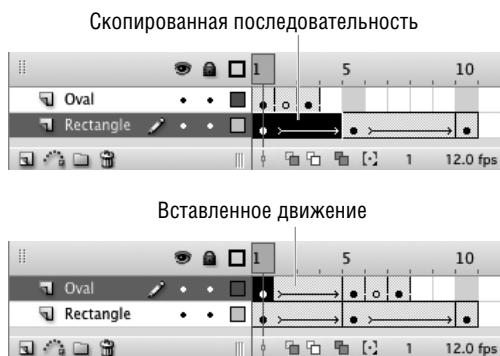 Скопированная последовательность
1 5 10
Oval
Rectangle
1 12.0 fps
Вставленное движение
1 5 10
Oval
Rectangle
1 12.0 fps